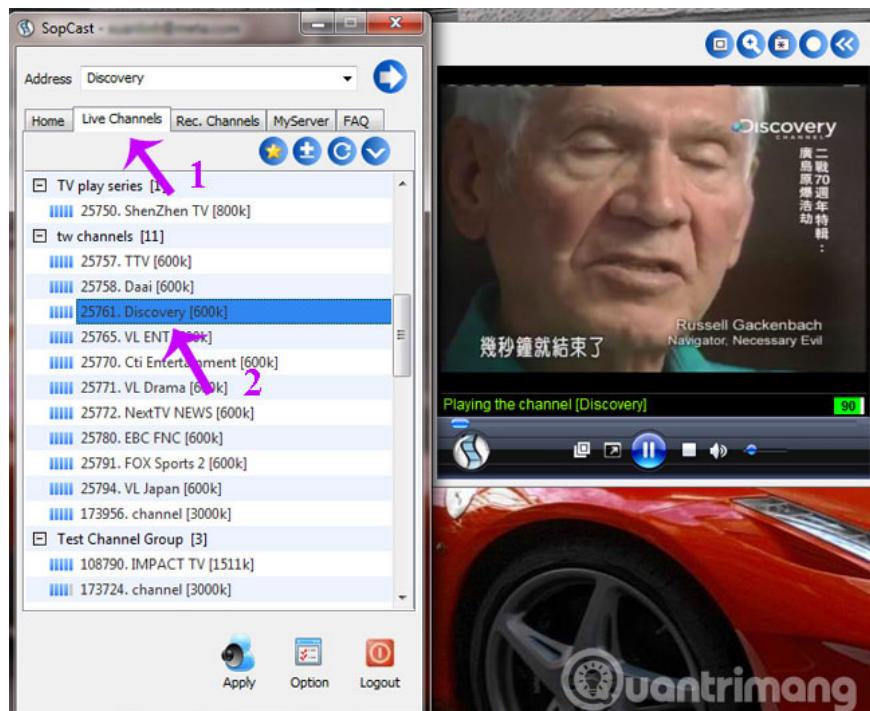 SopCast -
Address Discovery
Home Live Channels Rec. Channels MyServer FAQ
1
TV play series
25750. ShenZhen TV [800k]
tw channels [11]
25757. TTV [600k]
25758. Daai [600k]
25761. Discovery [600k]
25765. VL ENT
25770. Cti Entertainment [600k]
25771. VL Drama
2
25772. NextTV NEWS [600k]
25780. EBC FNC [600k]
25791. FOX Sports 2 [600k]
25794. VL Japan [600k]
173956. channel [3000k]
Test Channel Group [3]
108790. IMPACT TV [1511k]
173724. channel [3000k]
Apply Option Logout
Discovery
CHANNEL
二戰70週年特輯：
廣島原爆浩劫
Russell Gackenbach
Navigator, Necessary Evil
幾秒鐘就結束了
Playing the channel [Discovery] 90
Quantrimang